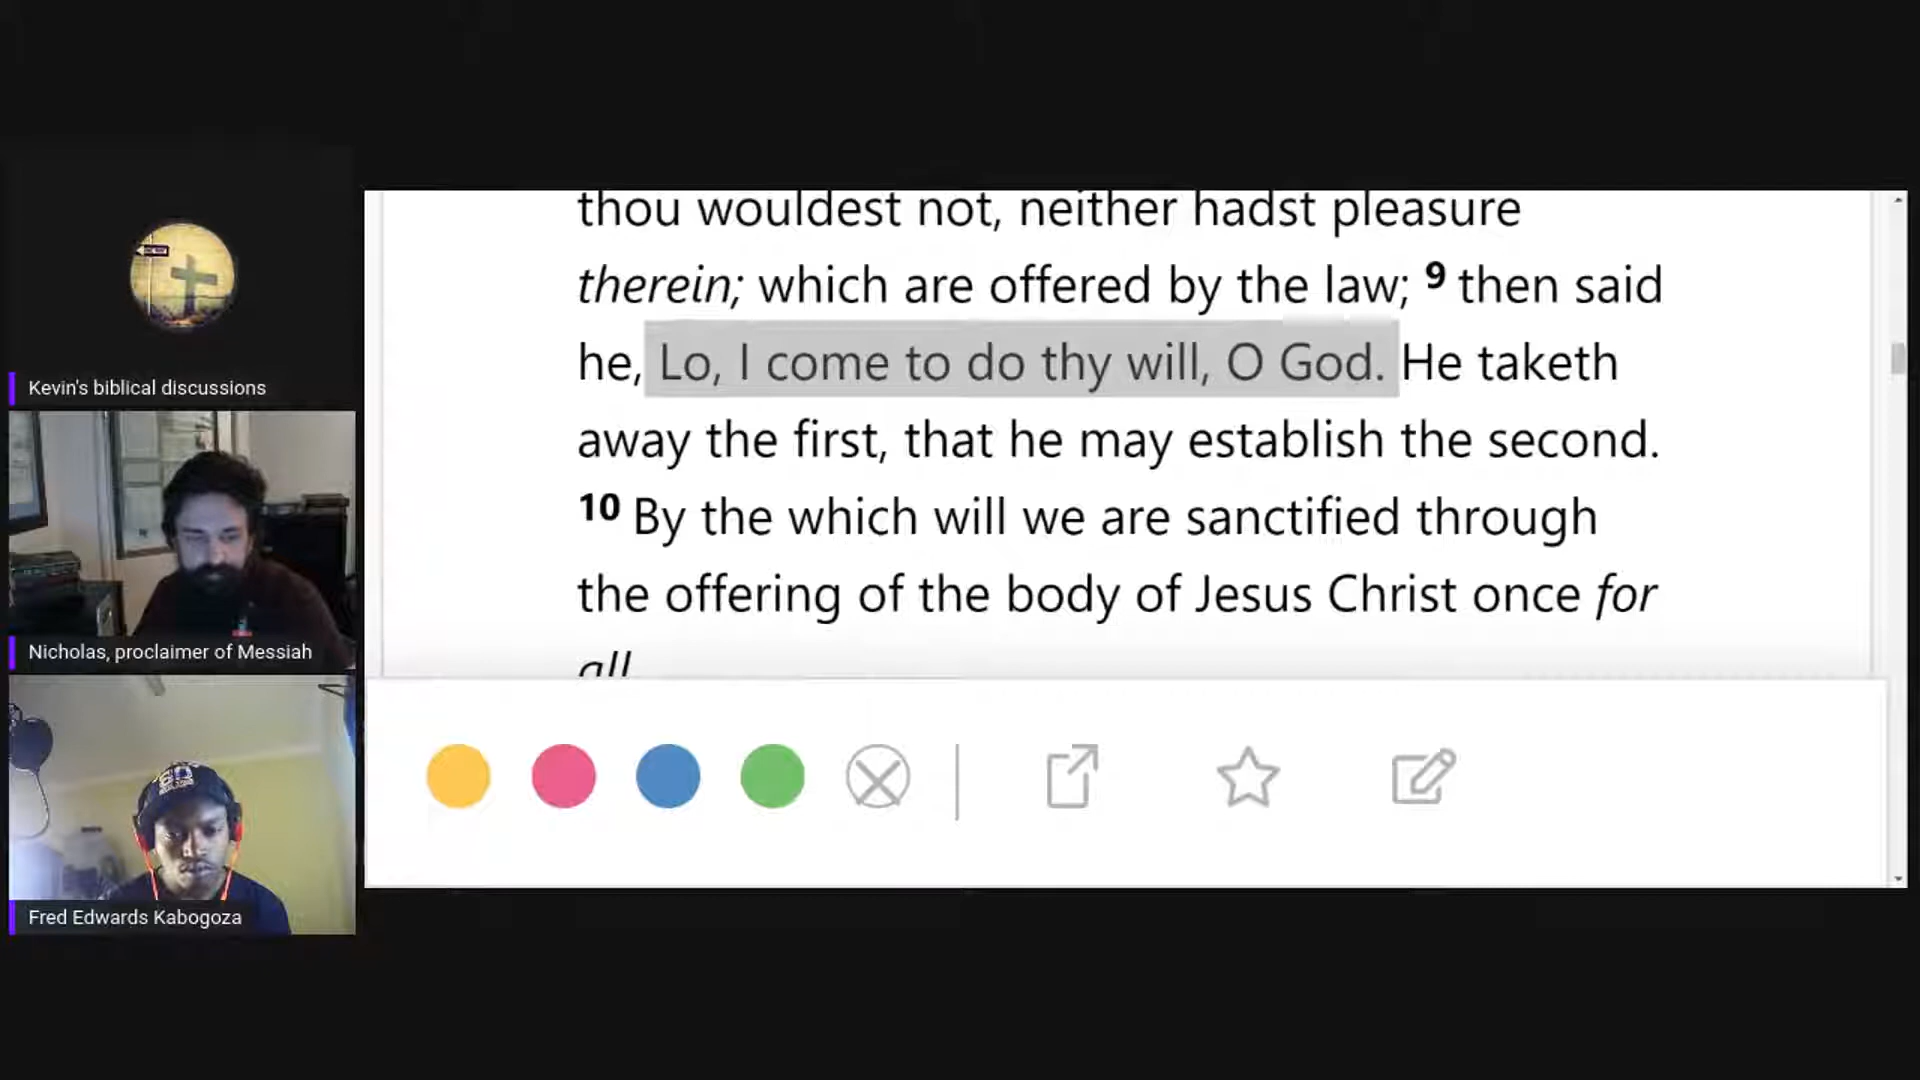 Kevin's biblical discussions
Nicholas, proclaimer of Messiah
Fred Edwards Kabogoza
thou wouldest not, neither hadst pleasure
therein; which are offered by the law; 9 then said
he, Lo, I come to do thy will, O God. He taketh
away the first, that he may establish the second.
10 By the which will we are sanctified through
the offering of the body of Jesus Christ once for
all